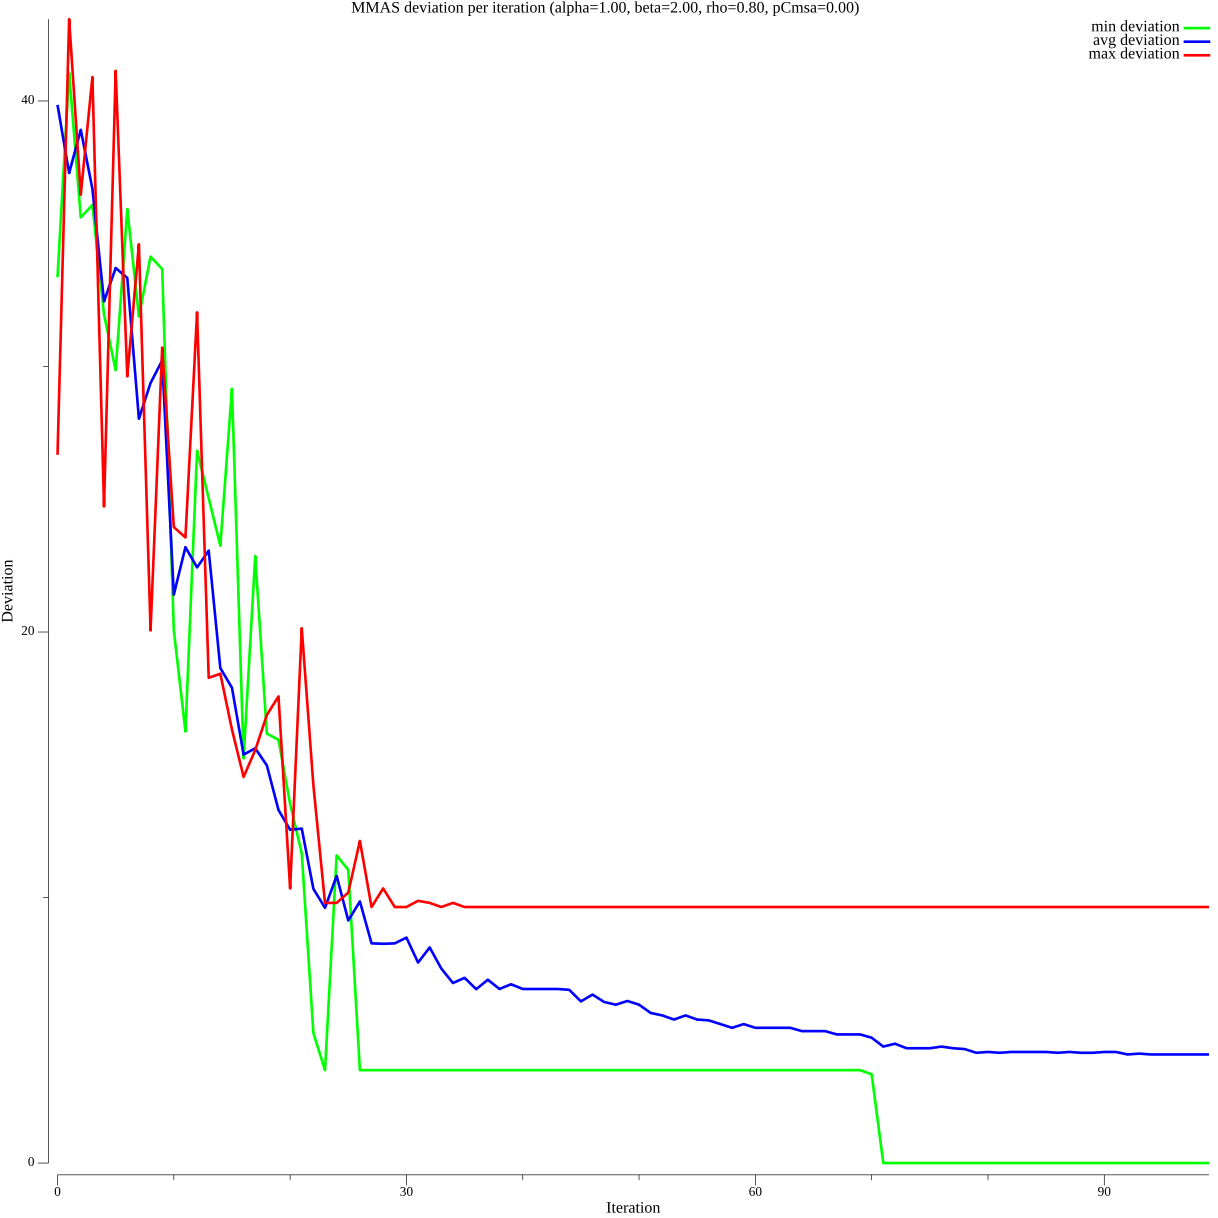 MMAS deviation per iteration (alpha=1.00, beta=2.00, rho=0.80, pCmsa=0.00)
min deviation
avg deviation
max deviation
40
20
0
Deviation
0
30
60
90
Iteration